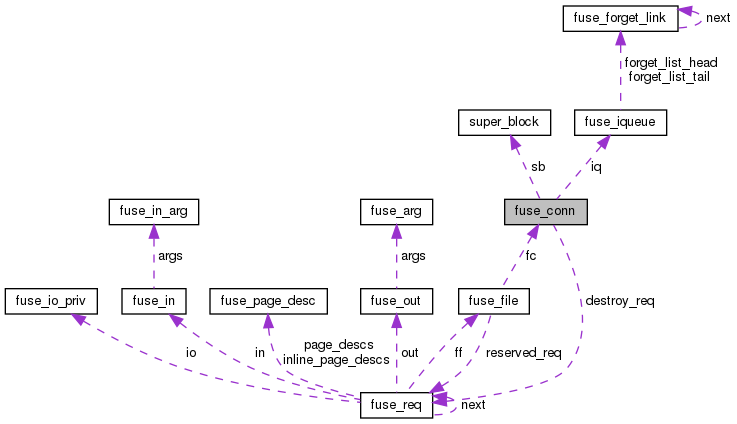 fuse_forget_link
next
forget_list_head
forget_list_tail
super_block
fuse_iqueue
sb
iq
fuse_in_arg
fuse_arg
fuse_conn
args
args
fc
fuse_io_priv
fuse_in
fuse_page_desc
fuse_out
fuse_file
destroy_req
io
in
page_descs
inline_page_descs
out
ff
reserved_req
fuse_req
next